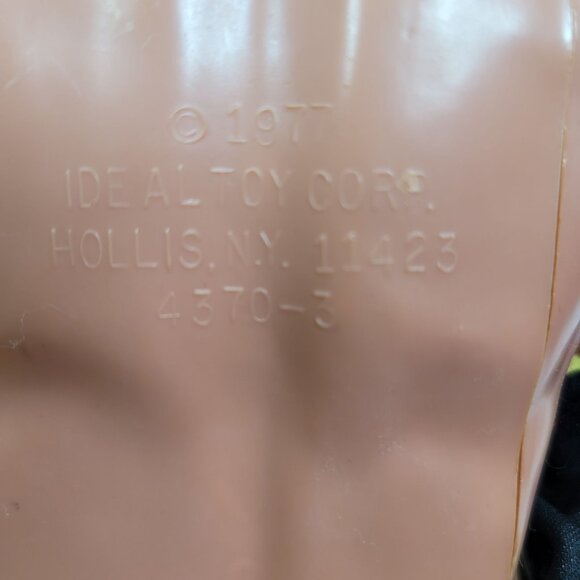 © 1977
IDEAL TOY CORP.
HOLLIS, N.Y. 11423
4370-3